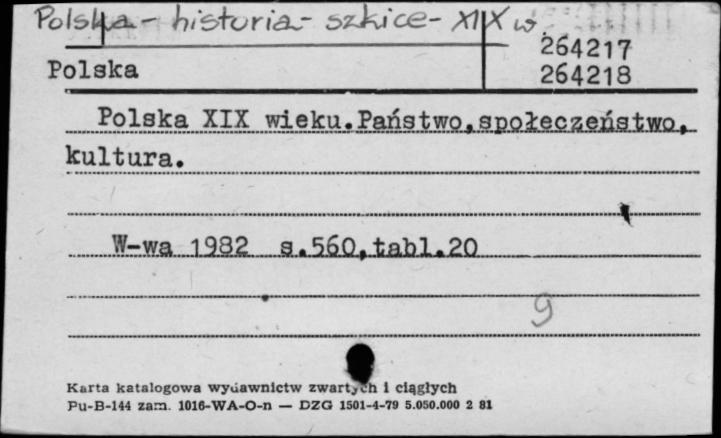 Polska - historia - szkice - XIX w.
264217
Polska
264218
Polska XIX wieku.Państwo,społeczeństwo,
kultura.
W-wa 1982 s.560,tabl.20
9
Karta katalogowa wydawnictw zwartych i ciągłych
Pu-B-144 zam. 1016-WA-O-n — DZG 1501-4-79 5.050.000 2 81